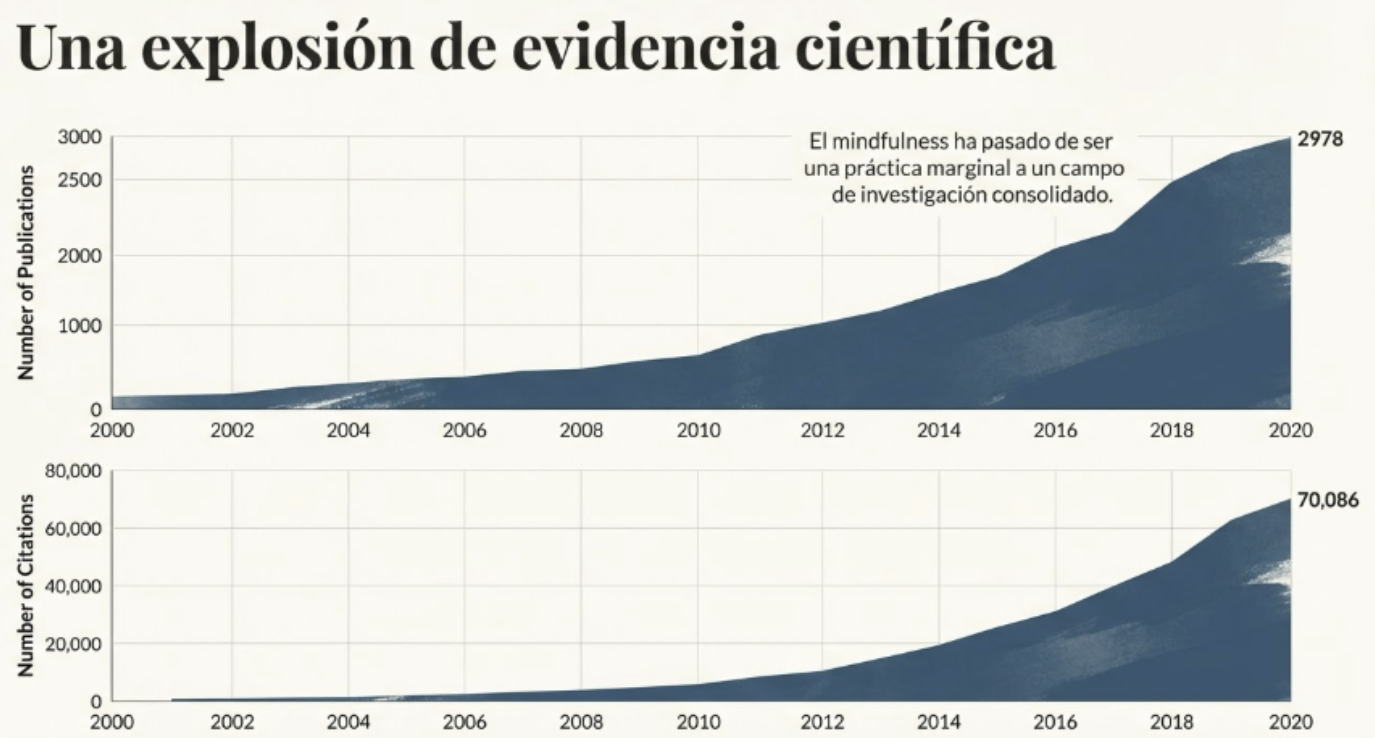 Una explosión de evidencia científica
El mindfulness ha pasado de ser
una práctica marginal a un campo
de investigación consolidado.
Number of Publications
3000
2500
2000
1000
0
2978
2000 2002 2004 2006 2008 2010 2012 2014 2016 2018 2020
Number of Citations
80,000
60,000
40,000
20,000
0
70,086
2000 2002 2004 2006 2008 2010 2012 2014 2016 2018 2020